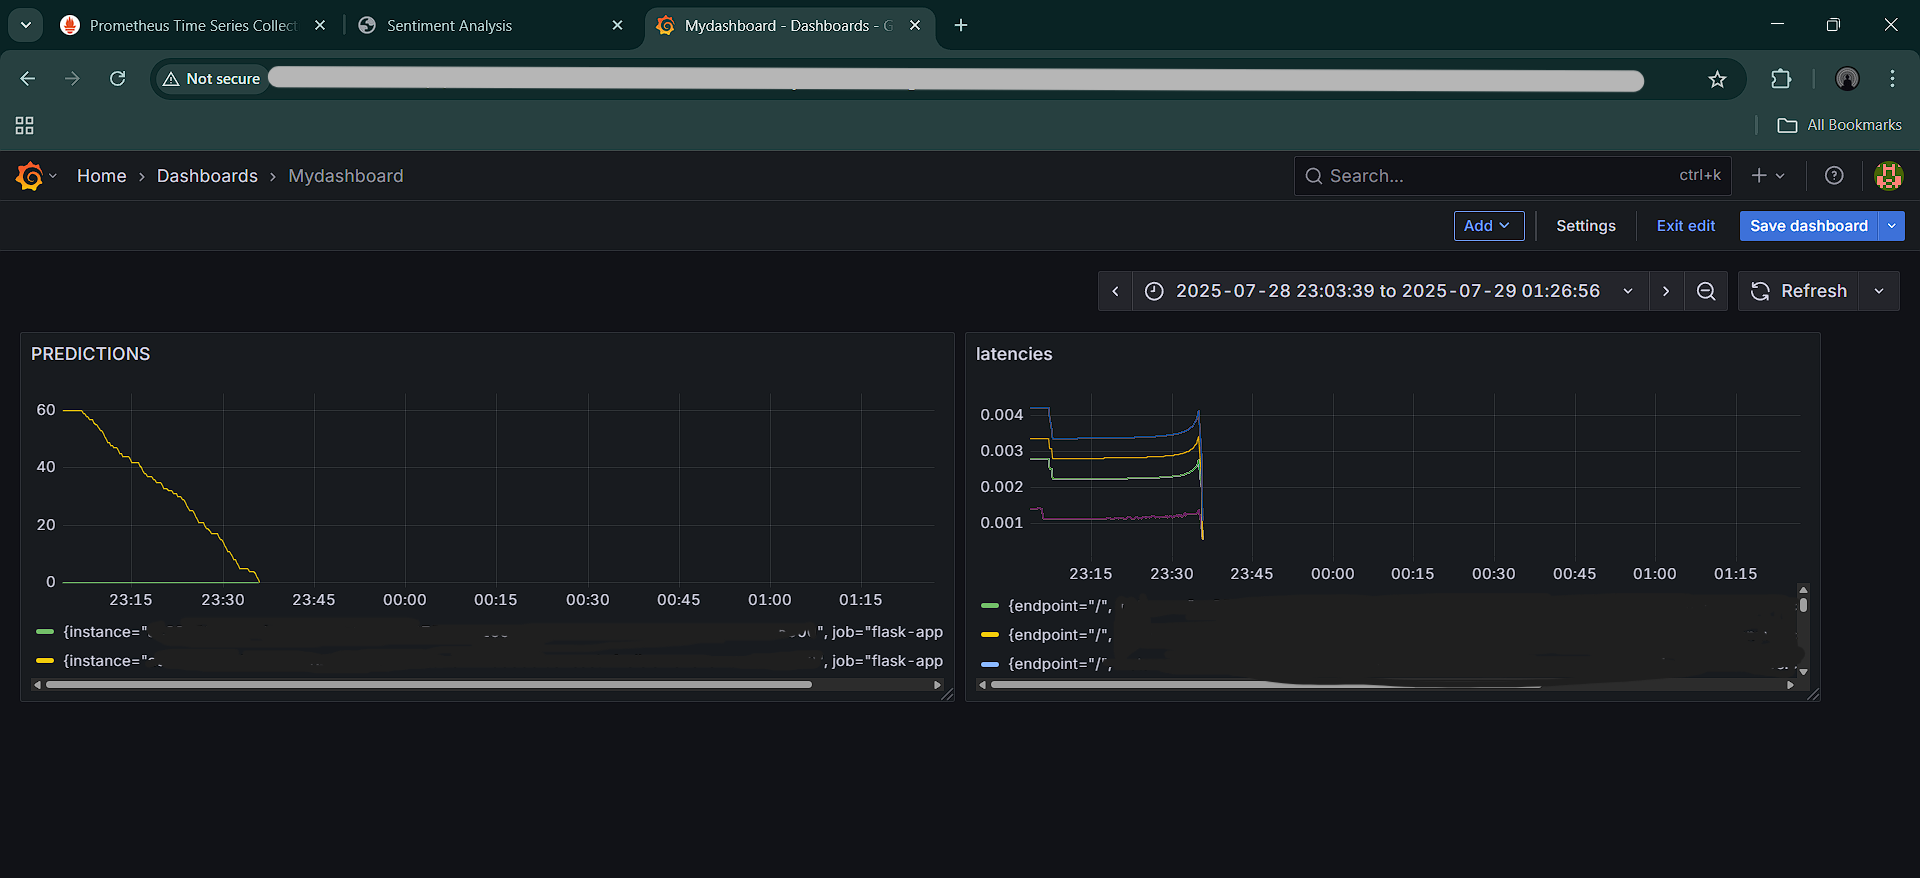 Prometheus Time Series Collect
Sentiment Analysis
Mydashboard - Dashboards - G
Not secure
All Bookmarks
Home › Dashboards › Mydashboard
Search...
ctrl+k
Add
Settings
Exit edit
Save dashboard
2025-07-28 23:03:39 to 2025-07-29 01:26:56
Refresh
PREDICTIONS
60
40
20
0
23:15 23:30 23:45 00:00 00:15 00:30 00:45 01:00 01:15
{instance=" ", job="flask-app
{instance=" , job="flask-app
latencies
0.004
0.003
0.002
0.001
23:15 23:30 23:45 00:00 00:15 00:30 00:45 01:00 01:15
{endpoint="/",
{endpoint="/",
{endpoint="/",